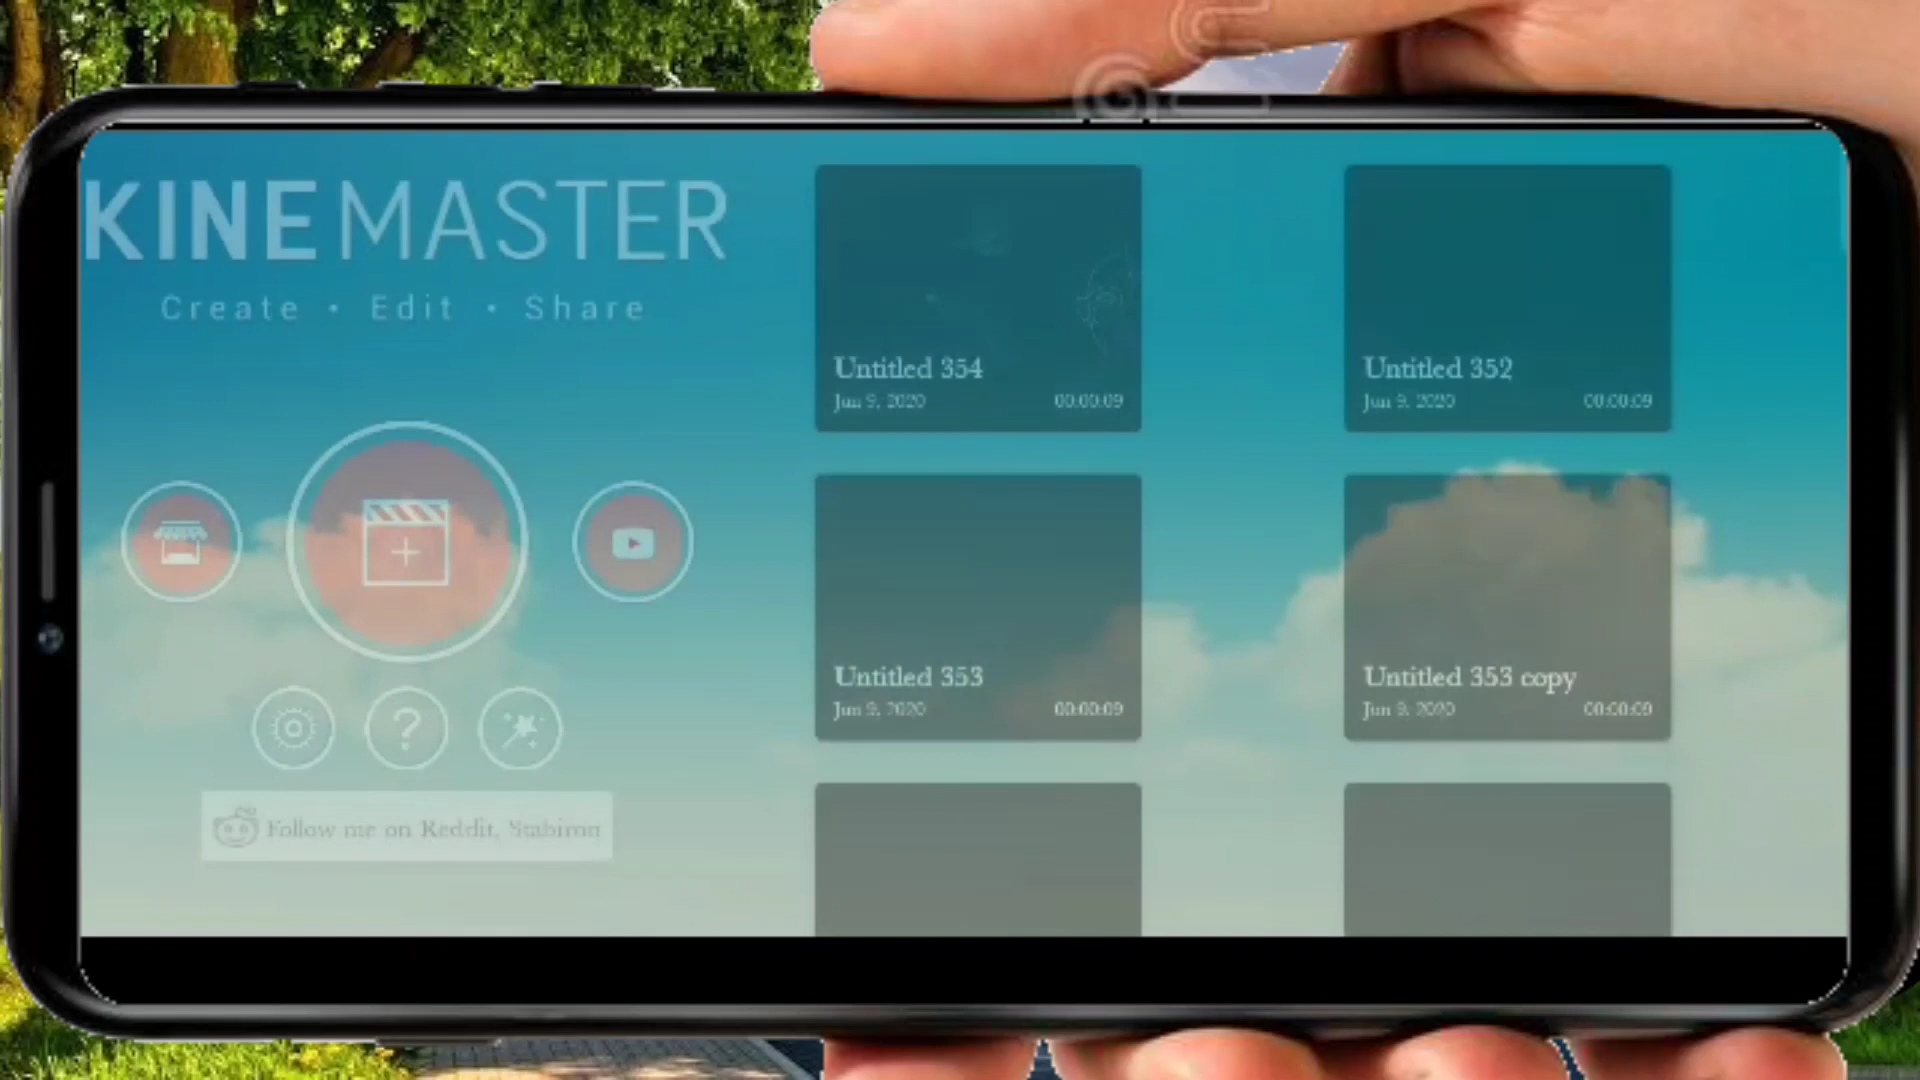 KINEMASTER
Create • Edit • Share
Follow me on Reddit, Stabiron
Untitled 354
Jun 9, 2020 00:00:09
Untitled 352
Jun 9, 2020 00:00:09
Untitled 353
Jun 9, 2020 00:00:09
Untitled 353 copy
Jun 9, 2020 00:00:09